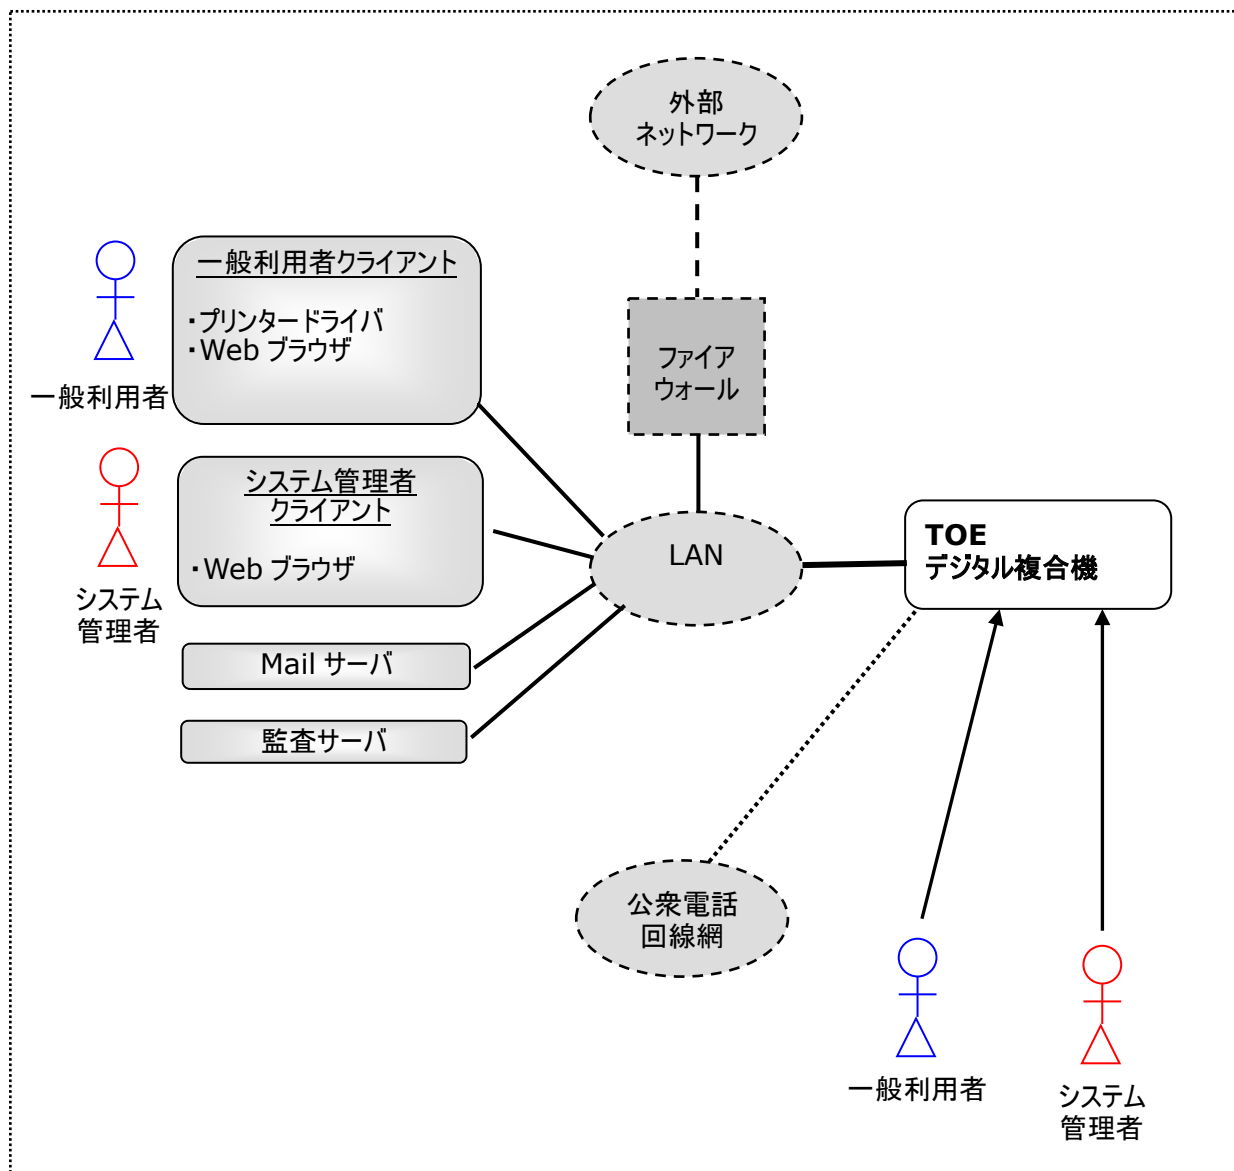 外部
ネットワーク
一般利用者クライアント
・プリンタードライバ
・Web ブラウザ
一般利用者
ファイア
ウォール
システム管理者
クライアント
・Web ブラウザ
システム
管理者
LAN
TOE
デジタル複合機
Mail サーバ
監査サーバ
公衆電話
回線網
一般利用者
システム
管理者